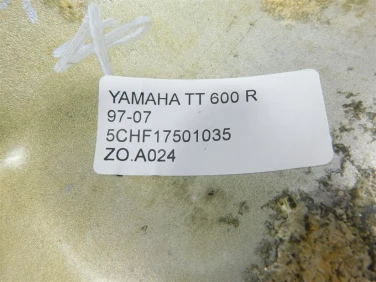 YAMAHA TT 600 R
97-07
5CHF17501035
ZO.A024